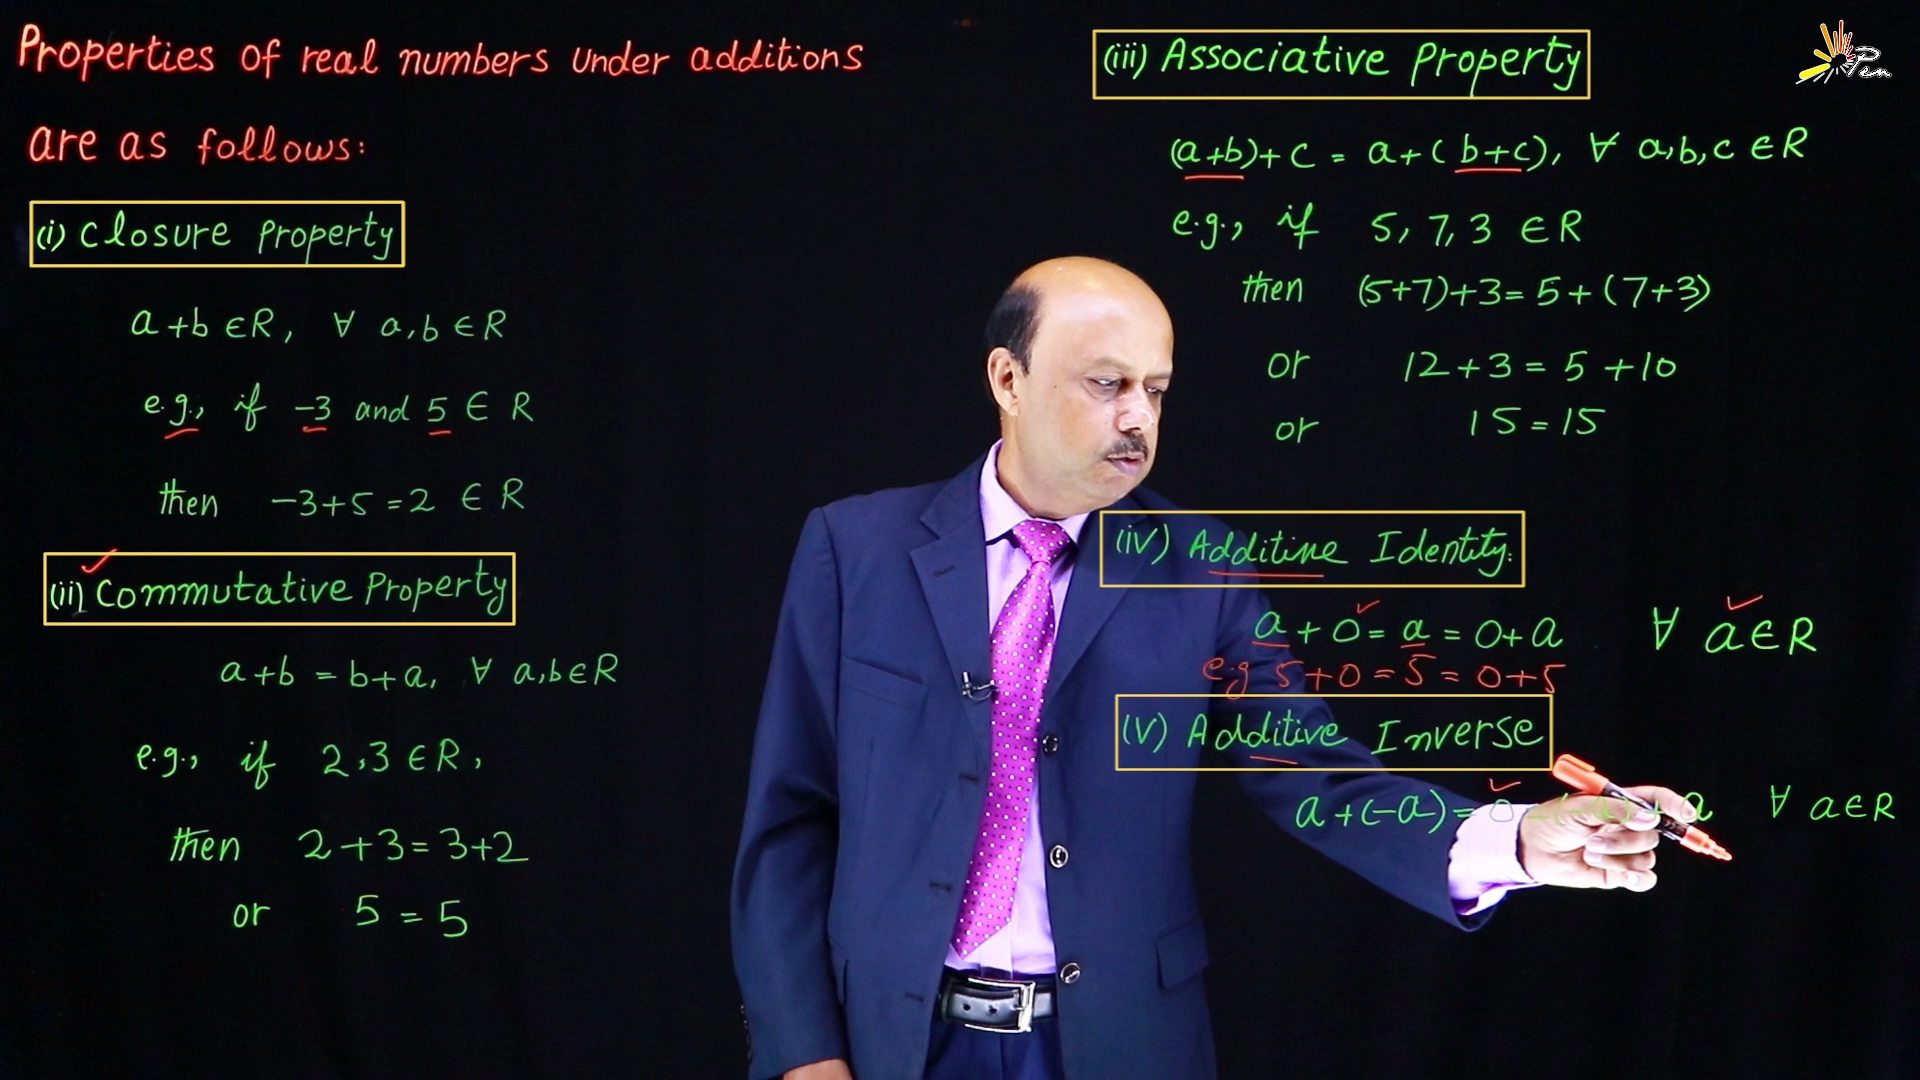 Properties of real numbers under additions
are as follows:
(i) Closure Property
a+b ∈R, ∀ a,b ∈R
e.g., if -3 and 5 ∈ R
then -3+5=2 ∈ R
(ii) Commutative Property
a+b = b+a, ∀ a,b∈R
e.g., if 2,3 ∈R,
then 2+3=3+2
or 5 = 5
(iii) Associative Property
(a+b)+c = a+(b+c), ∀ a,b,c ∈R
e.g., if 5, 7, 3 ∈R
then (5+7)+3=5+(7+3)
or 12+3 = 5+10
or 15=15
(iv) Additive Identity:
a+0=a=0+a ∀ a∈R
e.g 5+0=5=0+5
(v) Additive Inverse
a+(-a)=0=(-a)+a ∀ a∈R
Pen